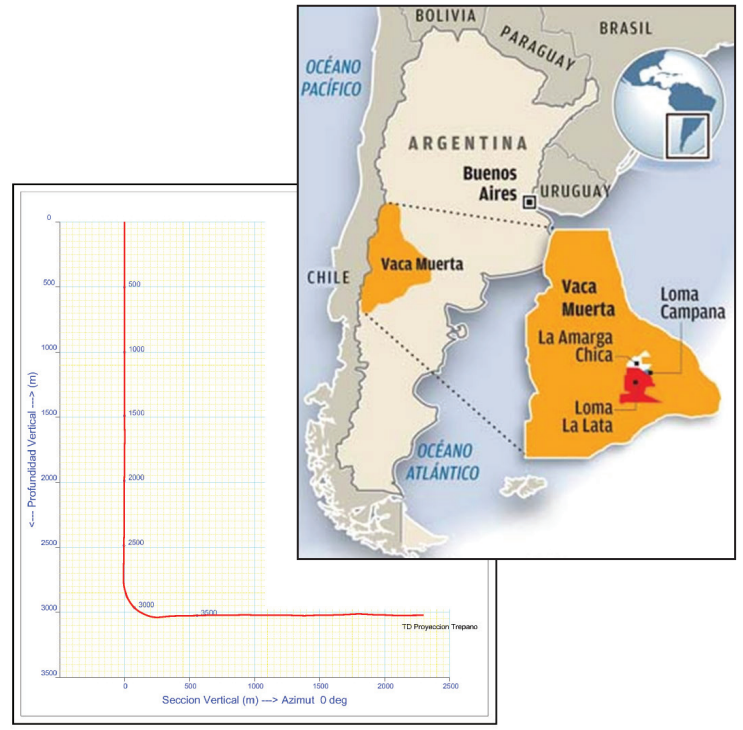 BOLIVIA
BRASIL
PARAGUAY
OCÉANO
PACÍFICO
ARGENTINA
Buenos
Aires
URUGUAY
CHILE
Vaca Muerta
Vaca
Muerta
Loma
Campana
La Amarga
Chica
Loma
La Lata
OCÉANO
ATLÁNTICO
0
500
1000
1500
2000
2500
3000
3500
<--- Profundidad Vertical ---> (m)
500
1000
1500
2000
2500
3000
3500
TD Proyeccion Trepano
0
500
1000
1500
2000
2500
Seccion Vertical (m) ---> Azimut 0 deg